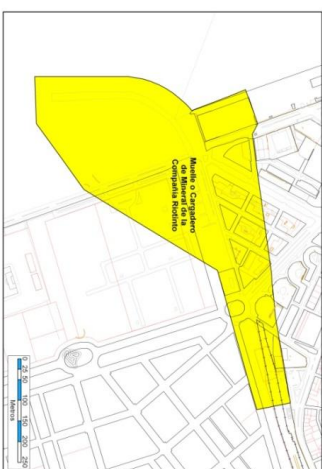 Muelle o Cargadero
de Mineral de la
Compañía Riotinto
0 25 50 100 150 200 250
Metros